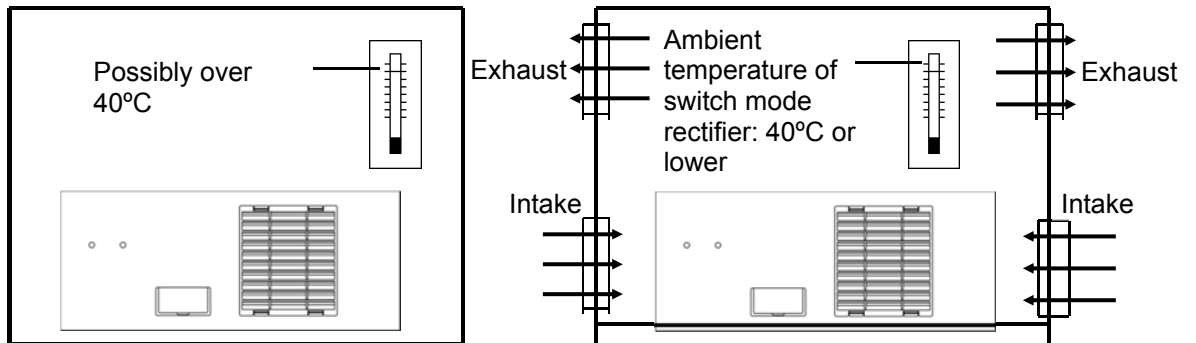 Possibly over
40ºC
Exhaust
Ambient
temperature of
switch mode
rectifier: 40ºC or
lower
Exhaust
Intake
Intake